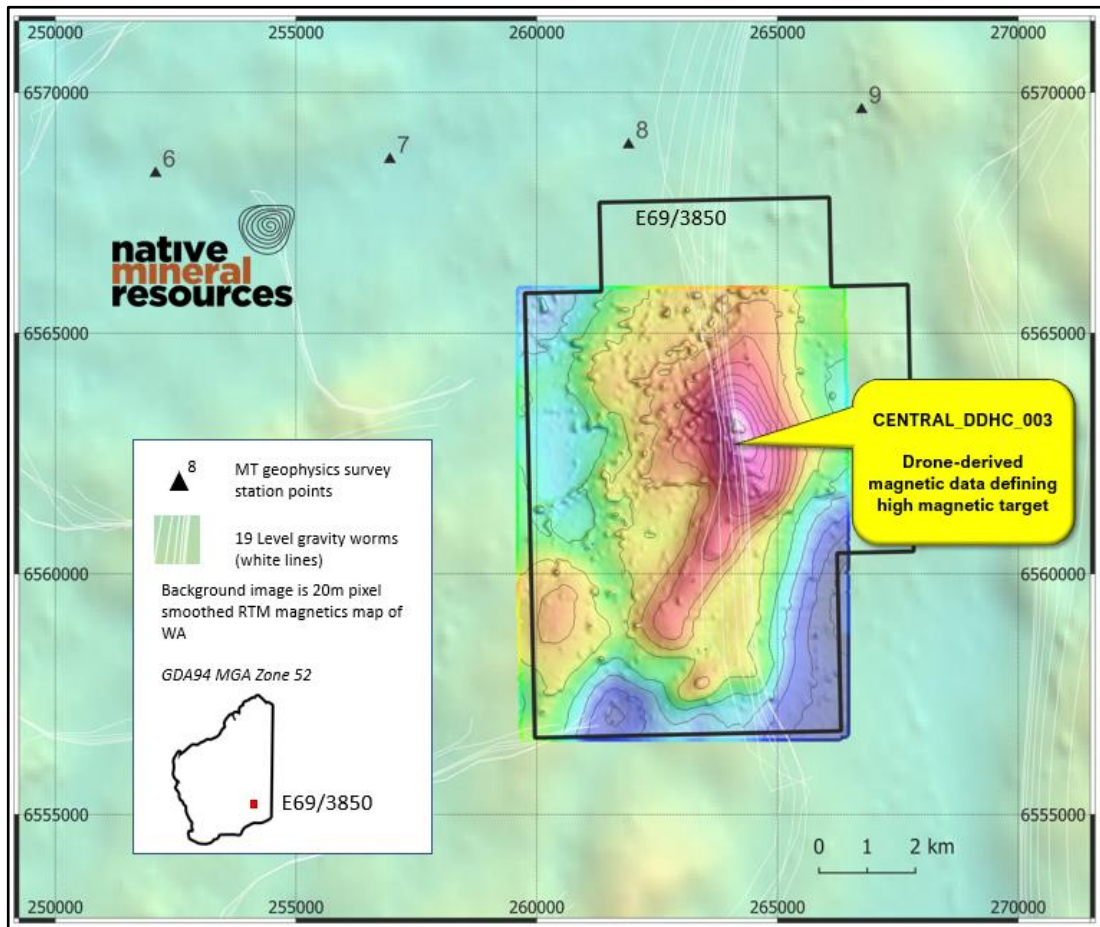 250000 255000 260000 265000 270000
6570000 6570000
6 7 8 9
native
mineral
resources
E69/3850
6565000 6565000
CENTRAL_DDHC_003
Drone-derived
magnetic data defining
high magnetic target
8 MT geophysics survey
station points
19 Level gravity worms
(white lines)
Background image is 20m pixel
smoothed RTM magnetics map of
WA
GDA94 MGA Zone 52
E69/3850
6560000 6560000
6555000 6555000
0 1 2 km
250000 255000 260000 265000 270000